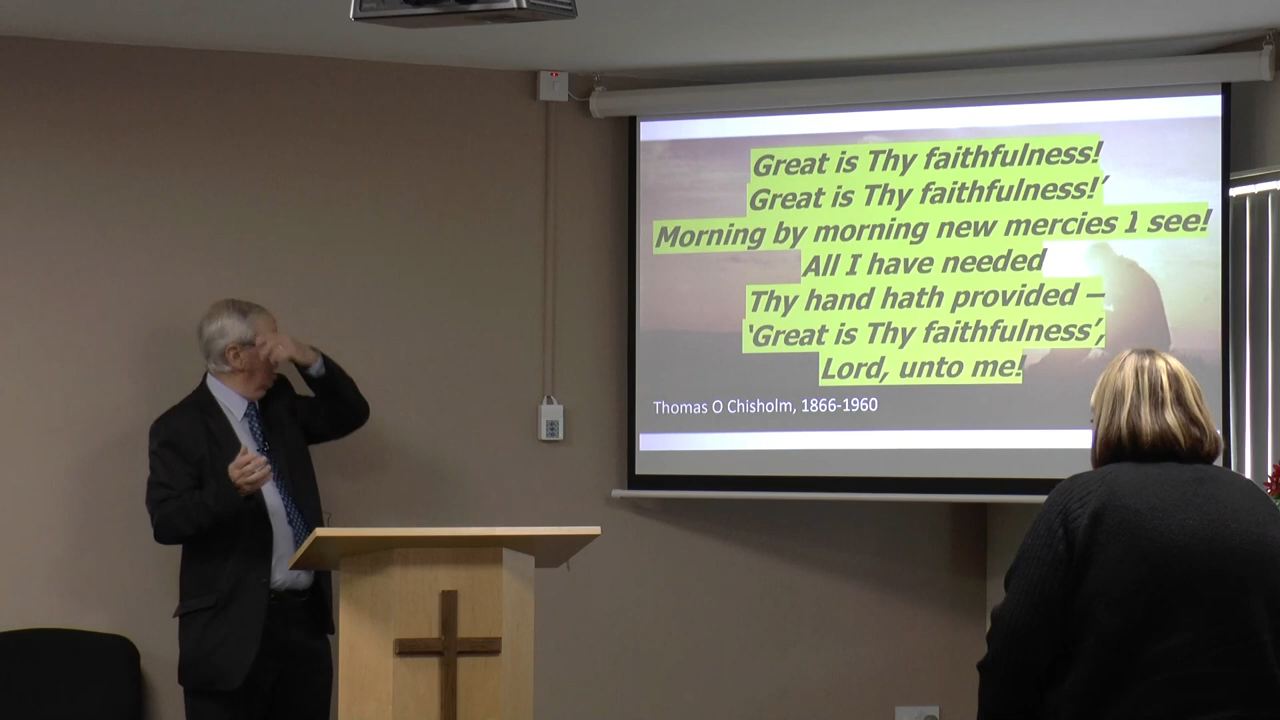 Great is Thy faithfulness!
Great is Thy faithfulness!’
Morning by morning new mercies 1 see!
All I have needed
Thy hand hath provided –
‘Great is Thy faithfulness’,
Lord, unto me!
Thomas O Chisholm, 1866-1960